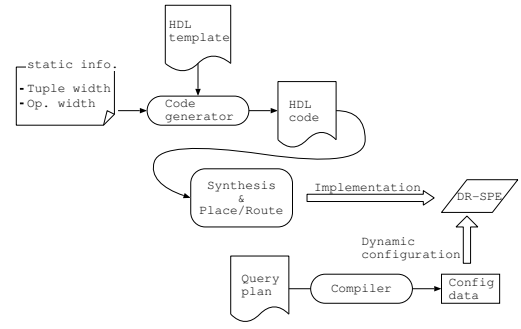 HDL
template
static info.
- Tuple width
- Op. width
Code
generator
HDL
code
Synthesis
&
Place/Route
Implementation
DR-SPE
Dynamic
configuration
Query
plan
Compiler
Config
data